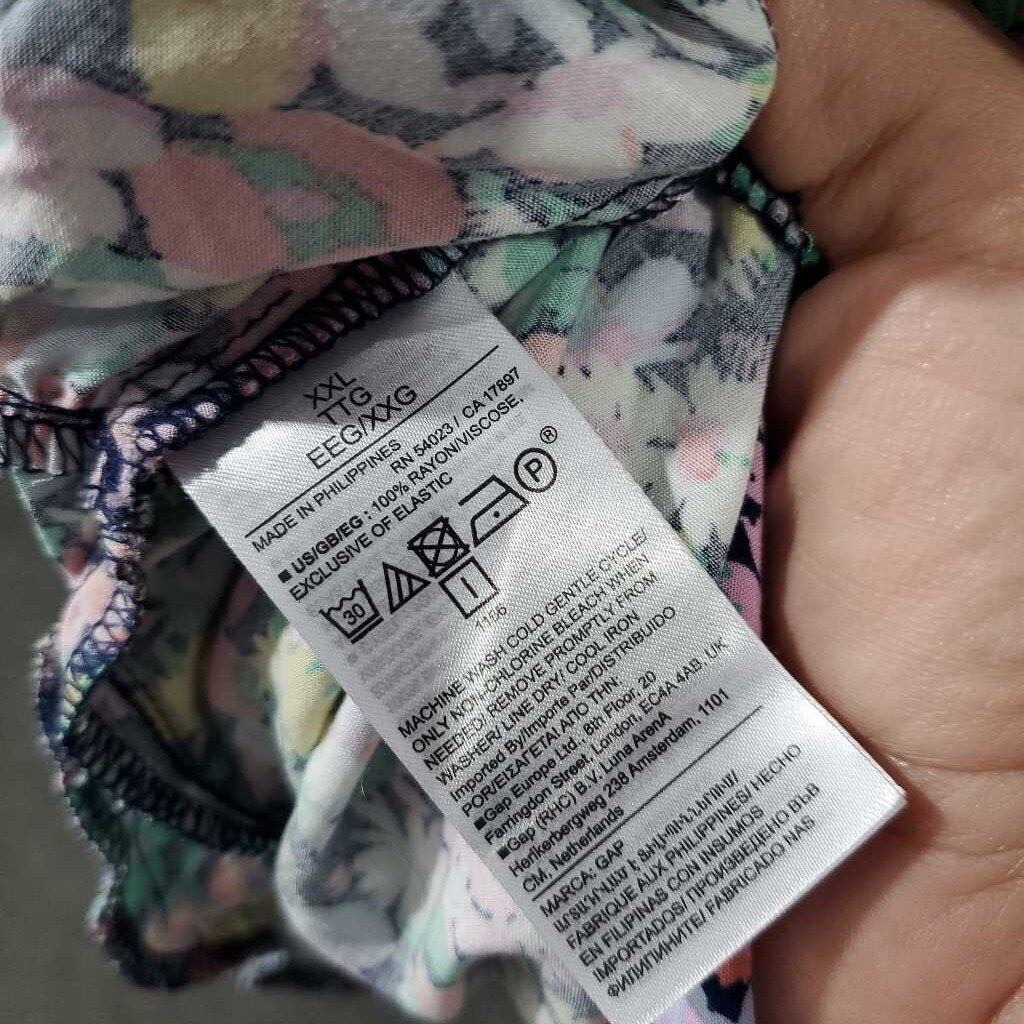 XXL
TTG
EEG/XXG
MADE IN PHILIPPINES
RN 54023 / CA 17897
■ US/GB/EG : 100% RAYON/VISCOSE,
EXCLUSIVE OF ELASTIC
30
P ®
MACHINE WASH COLD GENTLE CYCLE/
ONLY NON-CHLORINE BLEACH WHEN
NEEDED/ REMOVE PROMPTLY FROM
WASHER/ LINE DRY/ COOL IRON
Imported By/Importe Par/DISTRIBUIDO
POR/ΕΙΣΑΓΕΤΑΙ ΑΠΟ ΤΗΝ
■Gap Europe Ltd. 8th Floor, 20
Farringdon Street, London, EC4A 4AB, UK
■Gap (RHC) B.V. Luna ArenA
Herikerbergweg 238 Amsterdam, 1101
CM, Netherlands
MARCA: GAP
FABRIQUE AUX PHILIPPINES/ HECHO
EN FILIPINAS CON INSUMOS
IMPORTADOS/ ПРОИЗВЕДЕНО ВЪВ
ФИЛИПИНИТЕ/ FABRICADO NAS